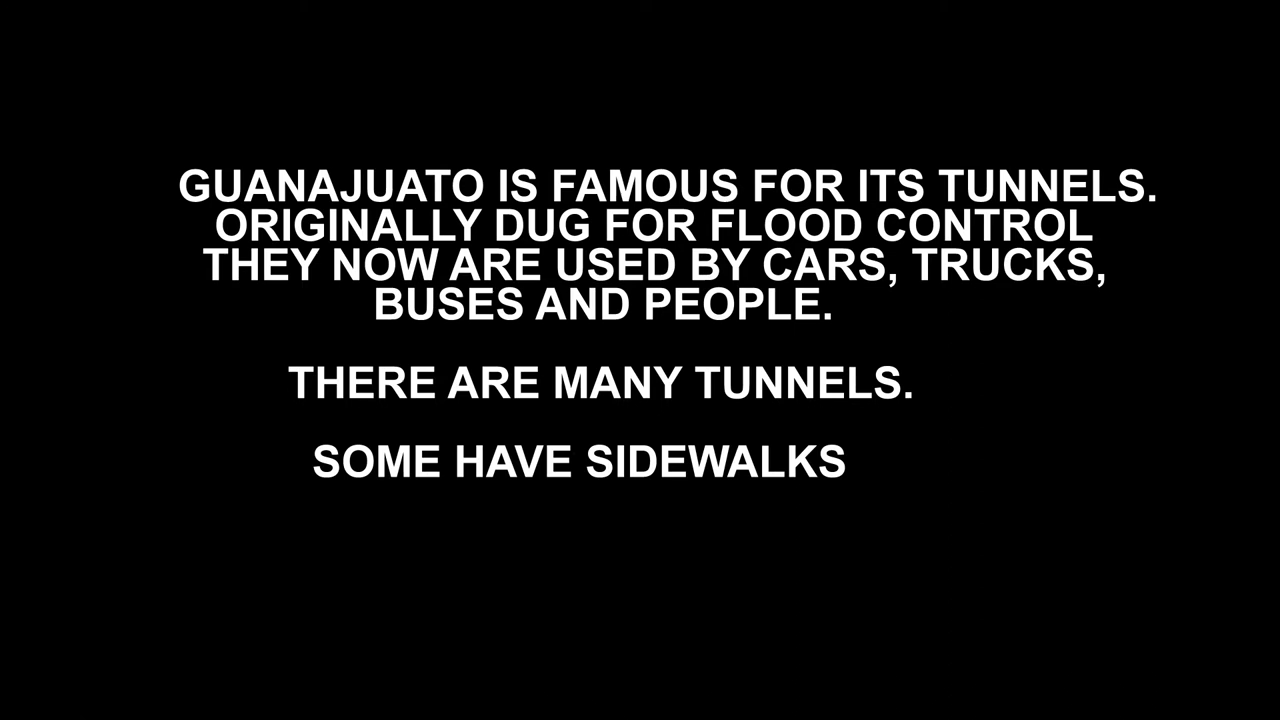 GUANAJUATO IS FAMOUS FOR ITS TUNNELS.
ORIGINALLY DUG FOR FLOOD CONTROL
THEY NOW ARE USED BY CARS, TRUCKS,
BUSES AND PEOPLE.
THERE ARE MANY TUNNELS.
SOME HAVE SIDEWALKS